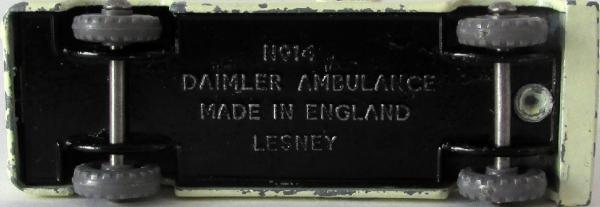 NO14
DAIMLER AMBULANCE
MADE IN ENGLAND
LESNEY